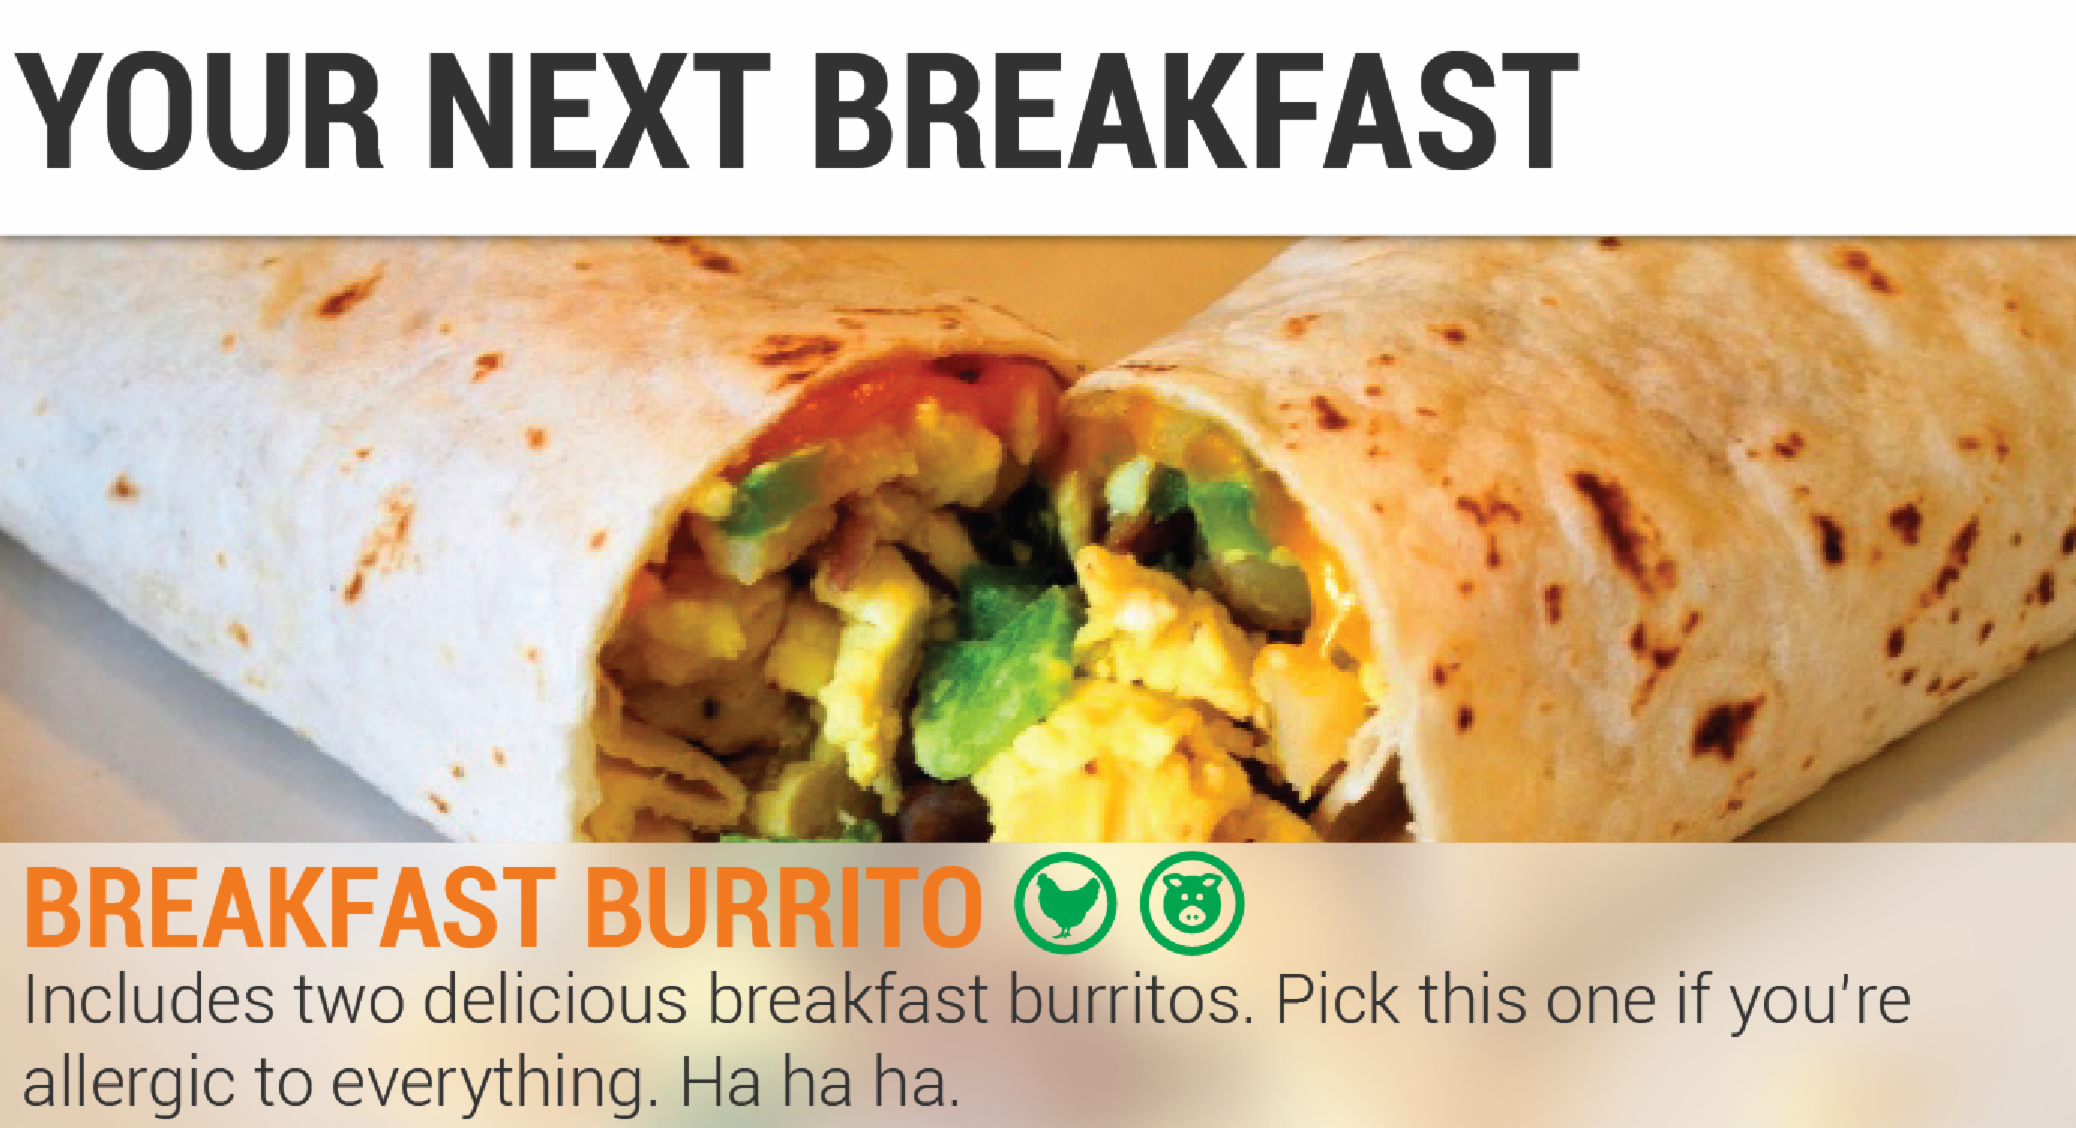 YOUR NEXT BREAKFAST
BREAKFAST BURRITO
Includes two delicious breakfast burritos. Pick this one if you're
allergic to everything. Ha ha ha.